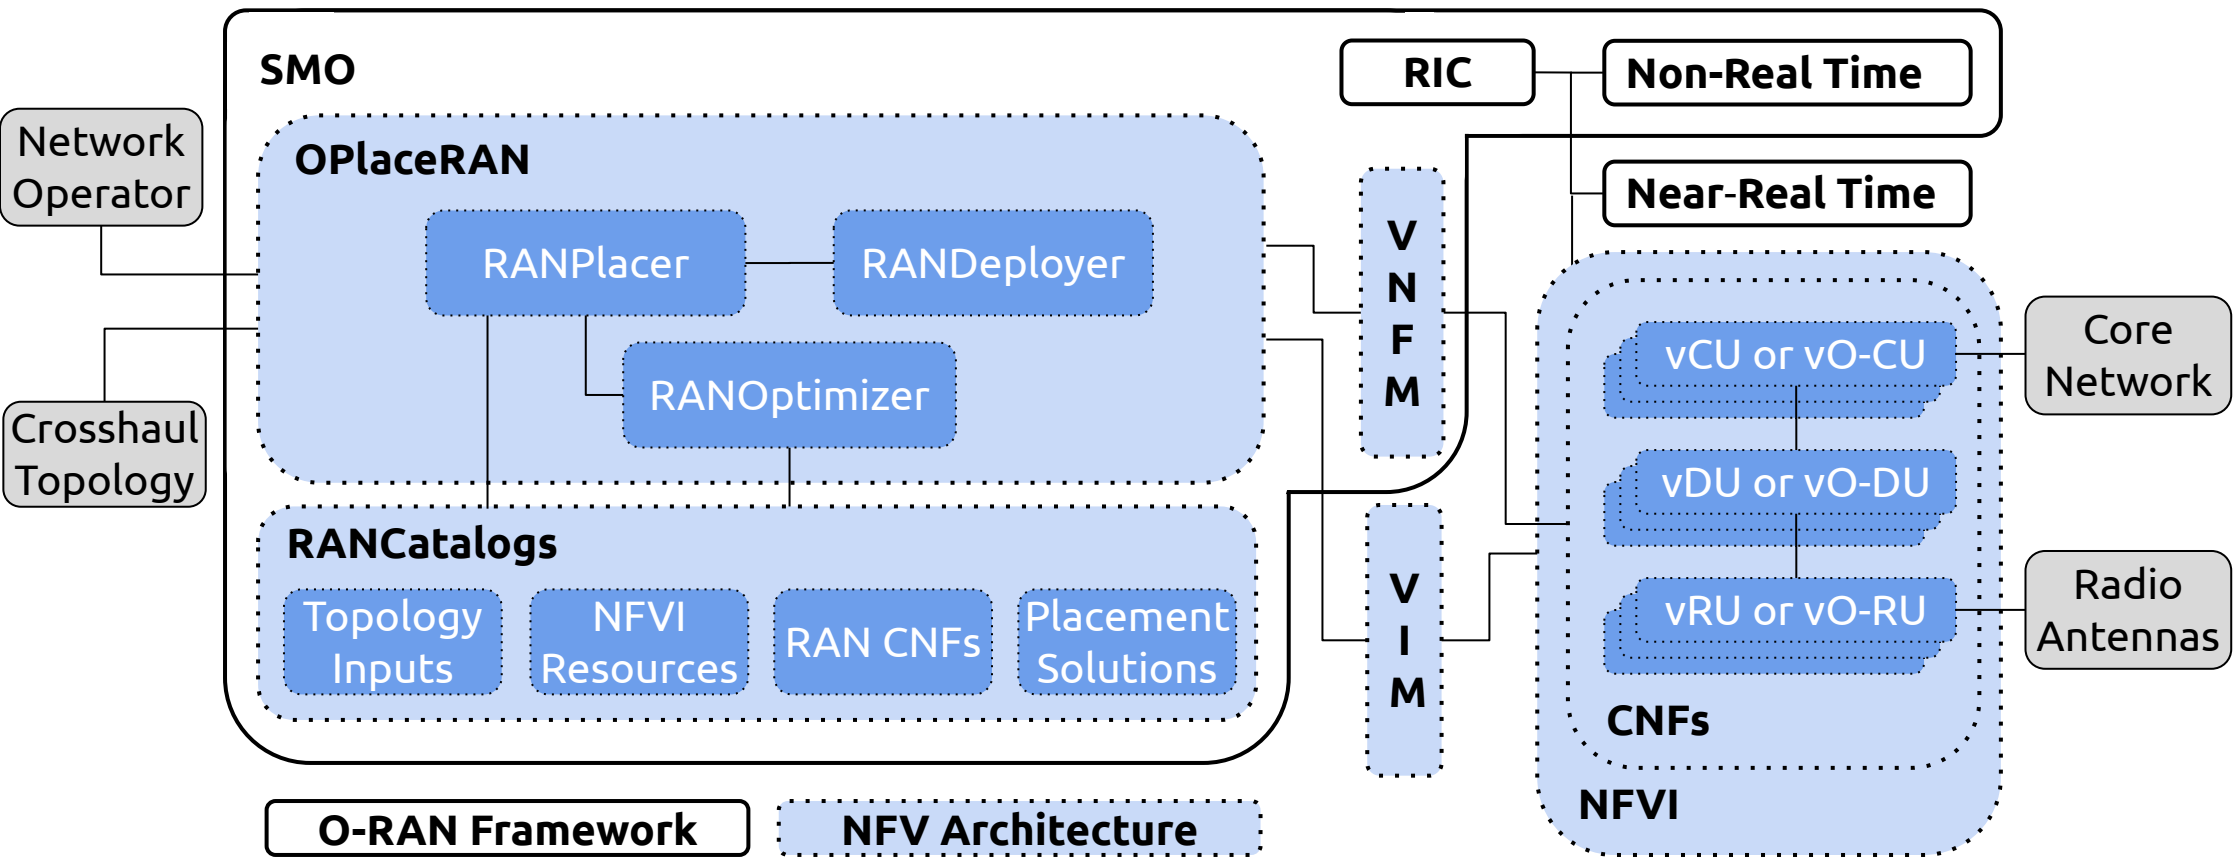 SMO
RIC
Non-Real Time
Network
Operator
OPlaceRAN
Near-Real Time
RANPlacer
RANDeployer
RANOptimizer
V
N
F
M
Crosshaul
Topology
RANCatalogs
Topology
Inputs
NFVI
Resources
RAN CNFs
Placement
Solutions
V
I
M
vCU or vO-CU
vDU or vO-DU
vRU or vO-RU
CNFs
NFVI
Core
Network
Radio
Antennas
O-RAN Framework
NFV Architecture